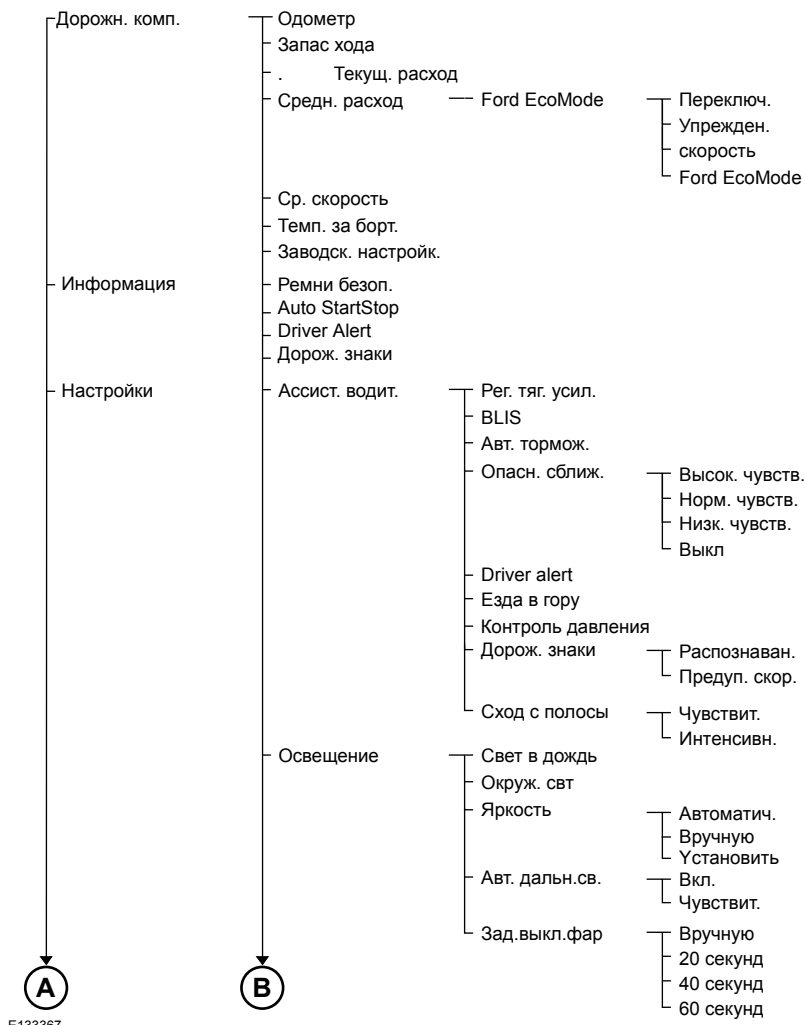 Дорожн. комп. Одометр
Запас хода
. Текущ. расход
Средн. расход Ford EcoMode Переключ.
Упрежден.
скорость
Ford EcoMode
Ср. скорость
Темп. за борт.
Заводск. настройк.
Информация Ремни безоп.
Auto StartStop
Driver Alert
Дорож. знаки
Настройки Ассист. водит. Рег. тяг. усил.
BLIS
Авт. тормож.
Опасн. сближ. Высок. чувств.
Норм. чувств.
Низк. чувств.
Выкл
Driver alert
Езда в гору
Контроль давления
Дорож. знаки Распознаван.
Предуп. скор.
Сход с полосы Чувствит.
Интенсивн.
Освещение Свет в дождь
Окруж. свт
Яркость Автоматич.
Вручную
Yстановить
Авт. дальн.св. Вкл.
Чувствит.
Зад.выкл.фар Вручную
20 секунд
40 секунд
60 секунд
A B
E133367